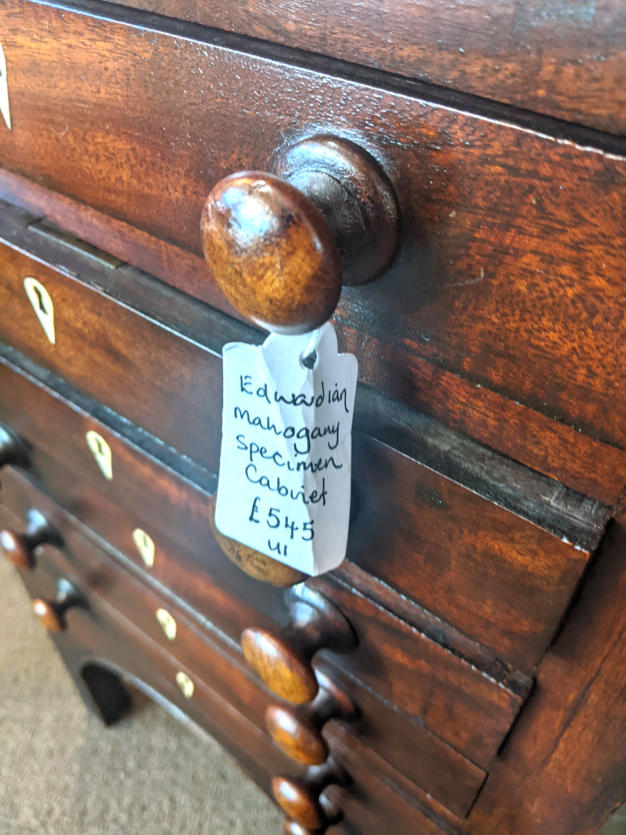 Edwardian
Mahogany
Specimen
Cabinet
£545
U1